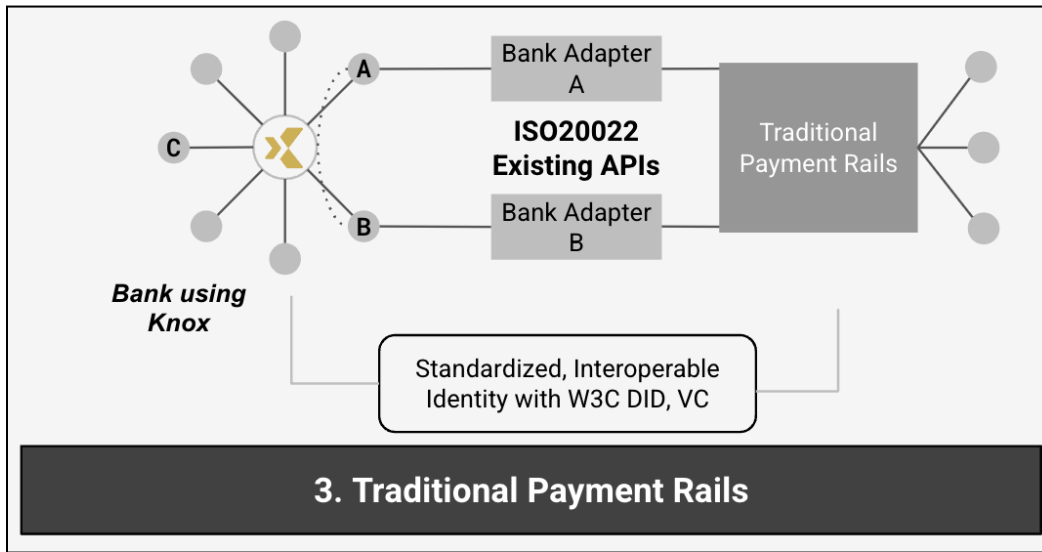 A
Bank Adapter
A
C
ISO20022
Existing APIs
Traditional
Payment Rails
B
Bank Adapter
B
Bank using
Knox
Standardized, Interoperable
Identity with W3C DID, VC
3. Traditional Payment Rails